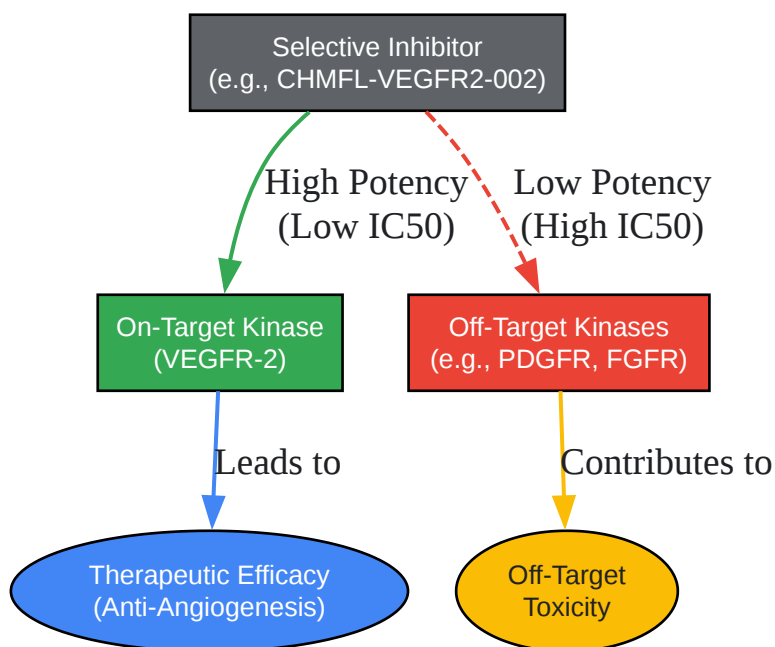 Selective Inhibitor
(e.g., CHMFL-VEGFR2-002)
High Potency
(Low IC50)
Low Potency
(High IC50)
On-Target Kinase
(VEGFR-2)
Off-Target Kinases
(e.g., PDGFR, FGFR)
Leads to
Contributes to
Therapeutic Efficacy
(Anti-Angiogenesis)
Off-Target
Toxicity